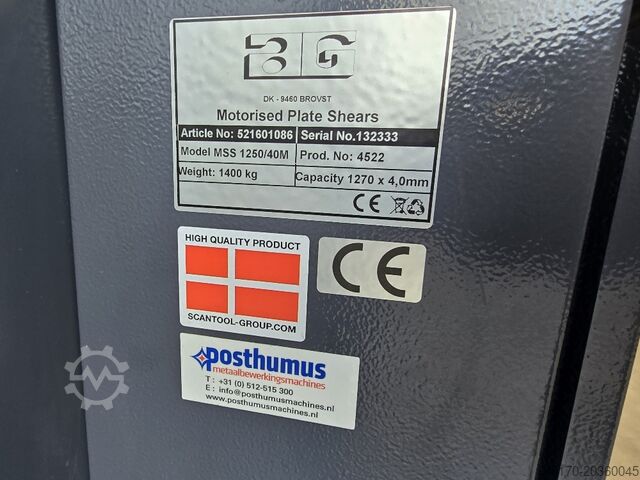 BG
DK - 9460 BROVST
Motorised Plate Shears
Article No: 521601086 Serial No.132333
Model MSS 1250/40M Prod. No: 4522
Weight: 1400 kg Capacity 1270 x 4,0mm
CE
HIGH QUALITY PRODUCT
SCANTOOL-GROUP.COM
CE
posthumus
metaalbewerkingsmachines
T : +31 (0) 512-515 300
E : info@posthumusmachines.nl
www.posthumusmachines.nl
170-20360045